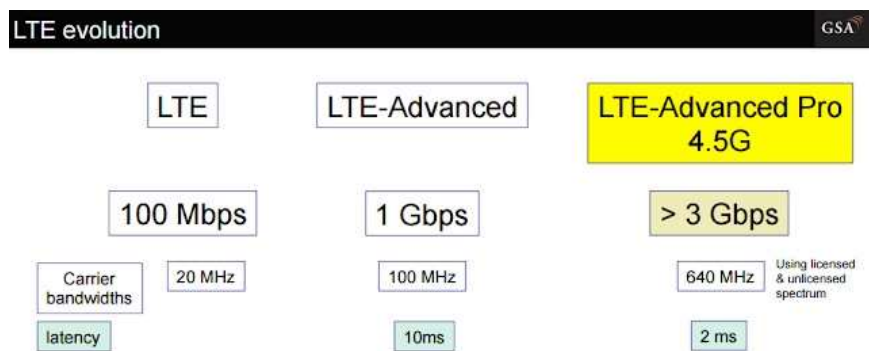 LTE evolution
GSA
LTE
LTE-Advanced
LTE-Advanced Pro
4.5G
100 Mbps
1 Gbps
> 3 Gbps
Carrier
bandwidths
20 MHz
100 MHz
640 MHz
Using licensed
& unlicensed
spectrum
latency
10ms
2 ms